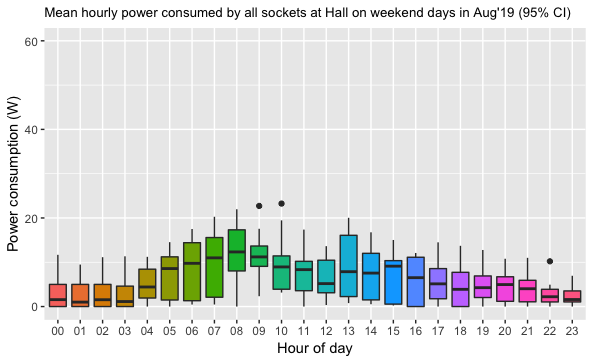 Mean hourly power consumed by all sockets at Hall on weekend days in Aug'19 (95% CI)
60
40
20
0
Power consumption (W)
00 01 02 03 04 05 06 07 08 09 10 11 12 13 14 15 16 17 18 19 20 21 22 23
Hour of day